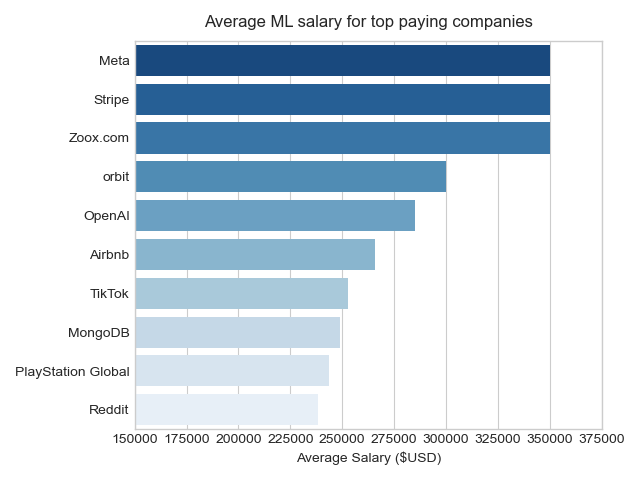 Average ML salary for top paying companies
Meta
Stripe
Zoox.com
orbit
OpenAI
Airbnb
TikTok
MongoDB
PlayStation Global
Reddit
150000 175000 200000 225000 250000 275000 300000 325000 350000 375000
Average Salary ($USD)